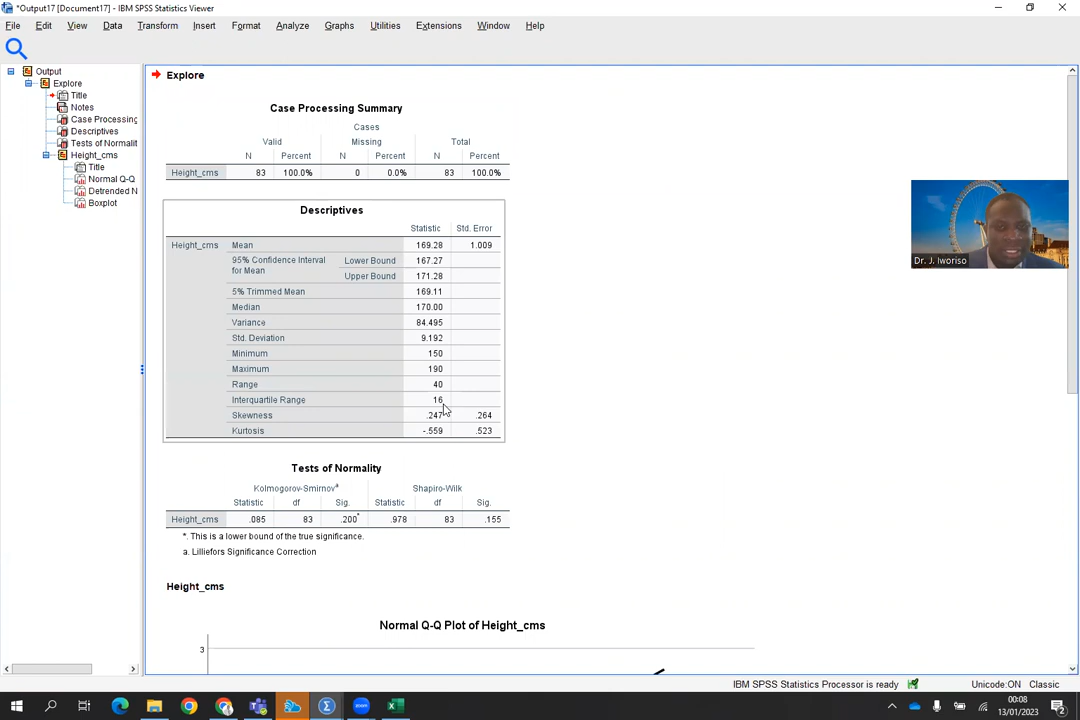 *Output17 [Document17] - IBM SPSS Statistics Viewer
File Edit View Data Transform Insert Format Analyze Graphs Utilities Extensions Window Help
Output
Explore
Title
Notes
Case Processing
Descriptives
Tests of Normalit
Height_cms
Title
Normal Q-Q
Detrended N
Boxplot
Explore
Case Processing Summary
Cases
Valid Missing Total
N Percent N Percent N Percent
Height_cms 83 100.0% 0 0.0% 83 100.0%
Descriptives
Statistic Std. Error
Height_cms Mean 169.28 1.009
95% Confidence Interval for Mean Lower Bound 167.27
Upper Bound 171.28
5% Trimmed Mean 169.11
Median 170.00
Variance 84.495
Std. Deviation 9.192
Minimum 150
Maximum 190
Range 40
Interquartile Range 16
Skewness .247 .264
Kurtosis -.559 .523
Tests of Normality
Kolmogorov-Smirnov^a Shapiro-Wilk
Statistic df Sig. Statistic df Sig.
Height_cms .085 83 .200* .978 83 .155
*. This is a lower bound of the true significance.
a. Lilliefors Significance Correction
Height_cms
Normal Q-Q Plot of Height_cms
3
Dr. J. Iworiso
IBM SPSS Statistics Processor is ready Unicode:ON Classic
00:08
13/01/2023
2